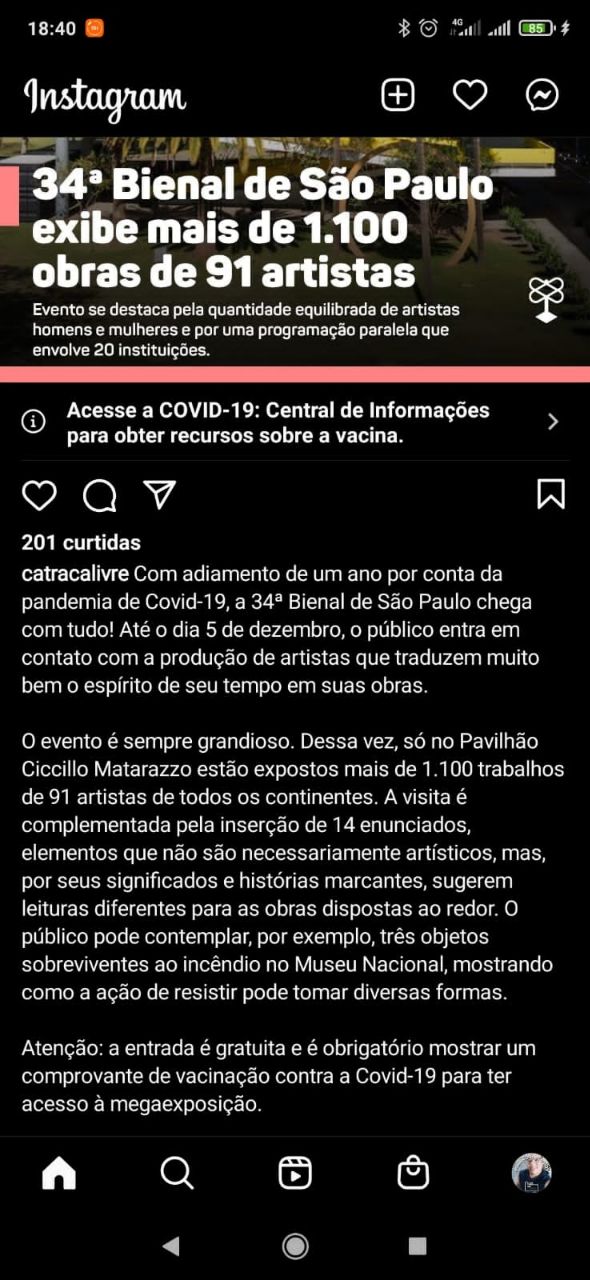 18:40
4G
85
Instagram
34ª Bienal de São Paulo
exibe mais de 1.100
obras de 91 artistas
Evento se destaca pela quantidade equilibrada de artistas
homens e mulheres e por uma programação paralela que
envolve 20 instituições.
Acesse a COVID-19: Central de Informações
para obter recursos sobre a vacina.
201 curtidas
catracalivre Com adiamento de um ano por conta da
pandemia de Covid-19, a 34ª Bienal de São Paulo chega
com tudo! Até o dia 5 de dezembro, o público entra em
contato com a produção de artistas que traduzem muito
bem o espírito de seu tempo em suas obras.
O evento é sempre grandioso. Dessa vez, só no Pavilhão
Ciccillo Matarazzo estão expostos mais de 1.100 trabalhos
de 91 artistas de todos os continentes. A visita é
complementada pela inserção de 14 enunciados,
elementos que não são necessariamente artísticos, mas,
por seus significados e histórias marcantes, sugerem
leituras diferentes para as obras dispostas ao redor. O
público pode contemplar, por exemplo, três objetos
sobreviventes ao incêndio no Museu Nacional, mostrando
como a ação de resistir pode tomar diversas formas.
Atenção: a entrada é gratuita e é obrigatório mostrar um
comprovante de vacinação contra a Covid-19 para ter
acesso à megaexposição.